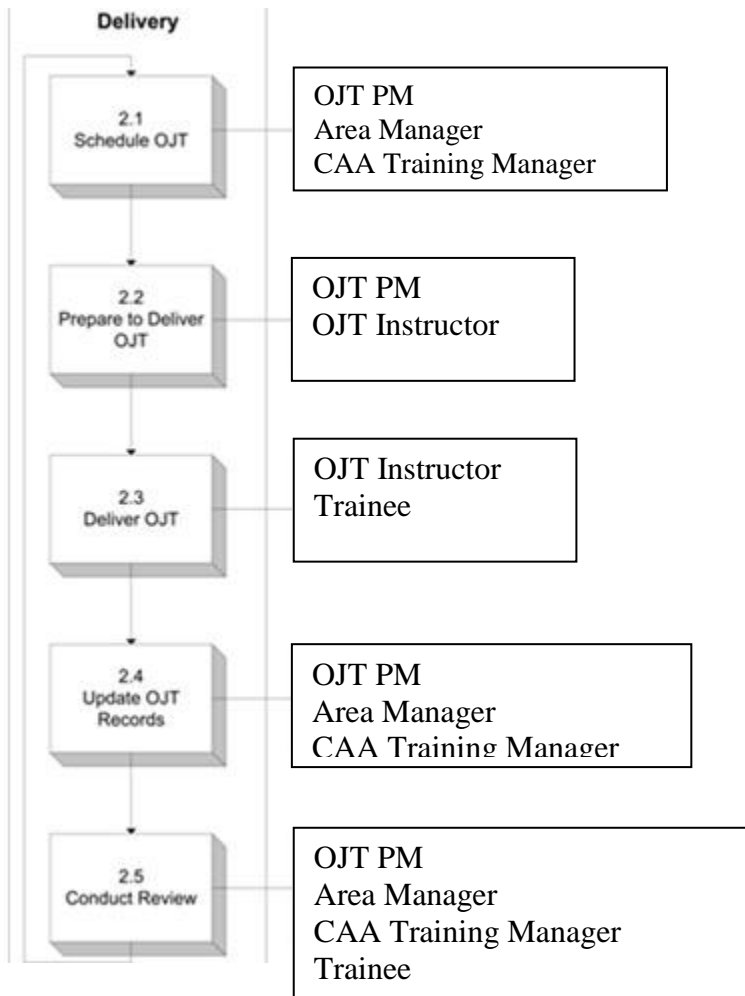 Delivery
2.1
Schedule OJT
OJT PM
Area Manager
CAA Training Manager
2.2
Prepare to Deliver
OJT
OJT PM
OJT Instructor
2.3
Deliver OJT
OJT Instructor
Trainee
2.4
Update OJT
Records
OJT PM
Area Manager
CAA Training Manager
2.5
Conduct Review
OJT PM
Area Manager
CAA Training Manager
Trainee